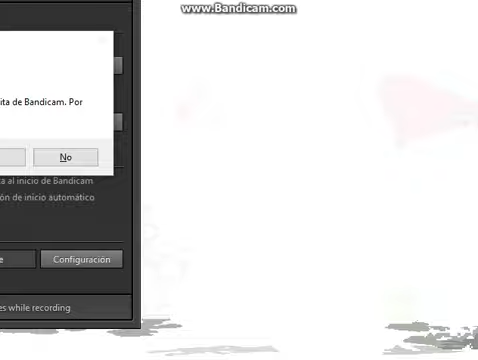 www.Bandicam.com
ita de Bandicam. Por
No
al inicio de Bandicam
ón de inicio automático
e
Configuración
es while recording